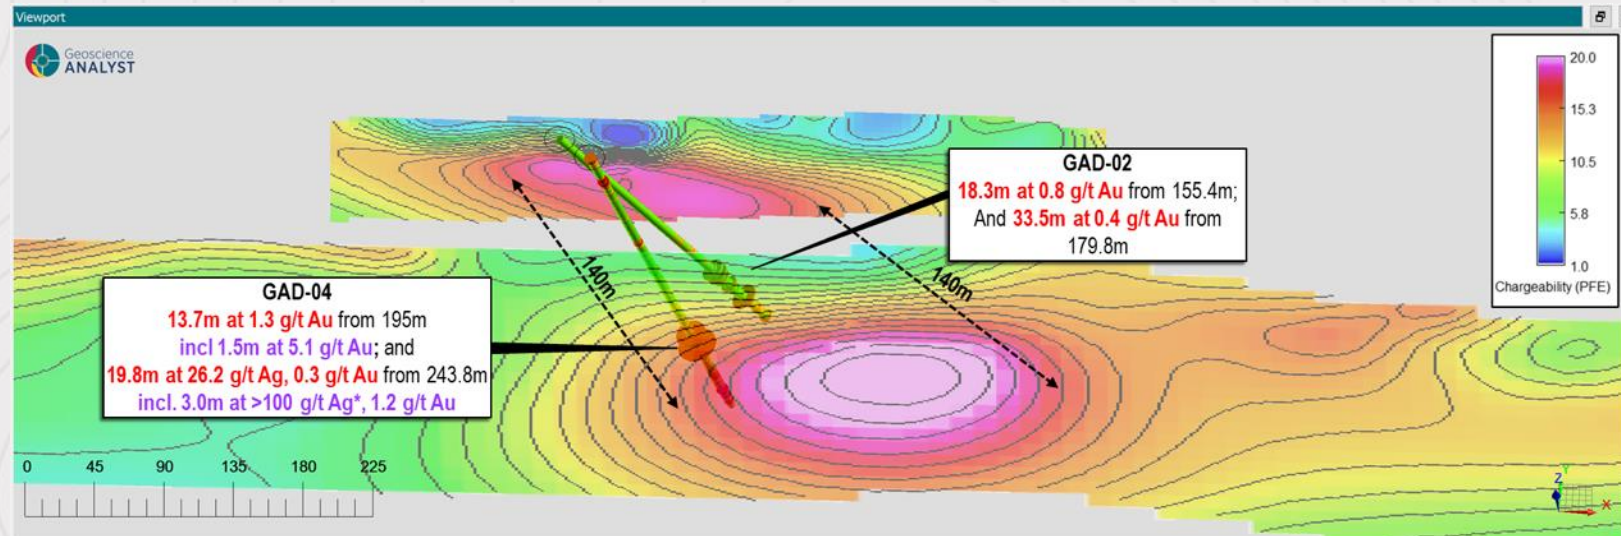 Viewport
Geoscience
ANALYST
20.0
15.3
10.5
5.8
1.0
Chargeability (PFE)
GAD-02
18.3m at 0.8 g/t Au from 155.4m;
And 33.5m at 0.4 g/t Au from
179.8m
140m
140m
GAD-04
13.7m at 1.3 g/t Au from 195m
incl 1.5m at 5.1 g/t Au; and
19.8m at 26.2 g/t Ag, 0.3 g/t Au from 243.8m
incl. 3.0m at >100 g/t Ag*, 1.2 g/t Au
0 45 90 135 180 225
Z Y X